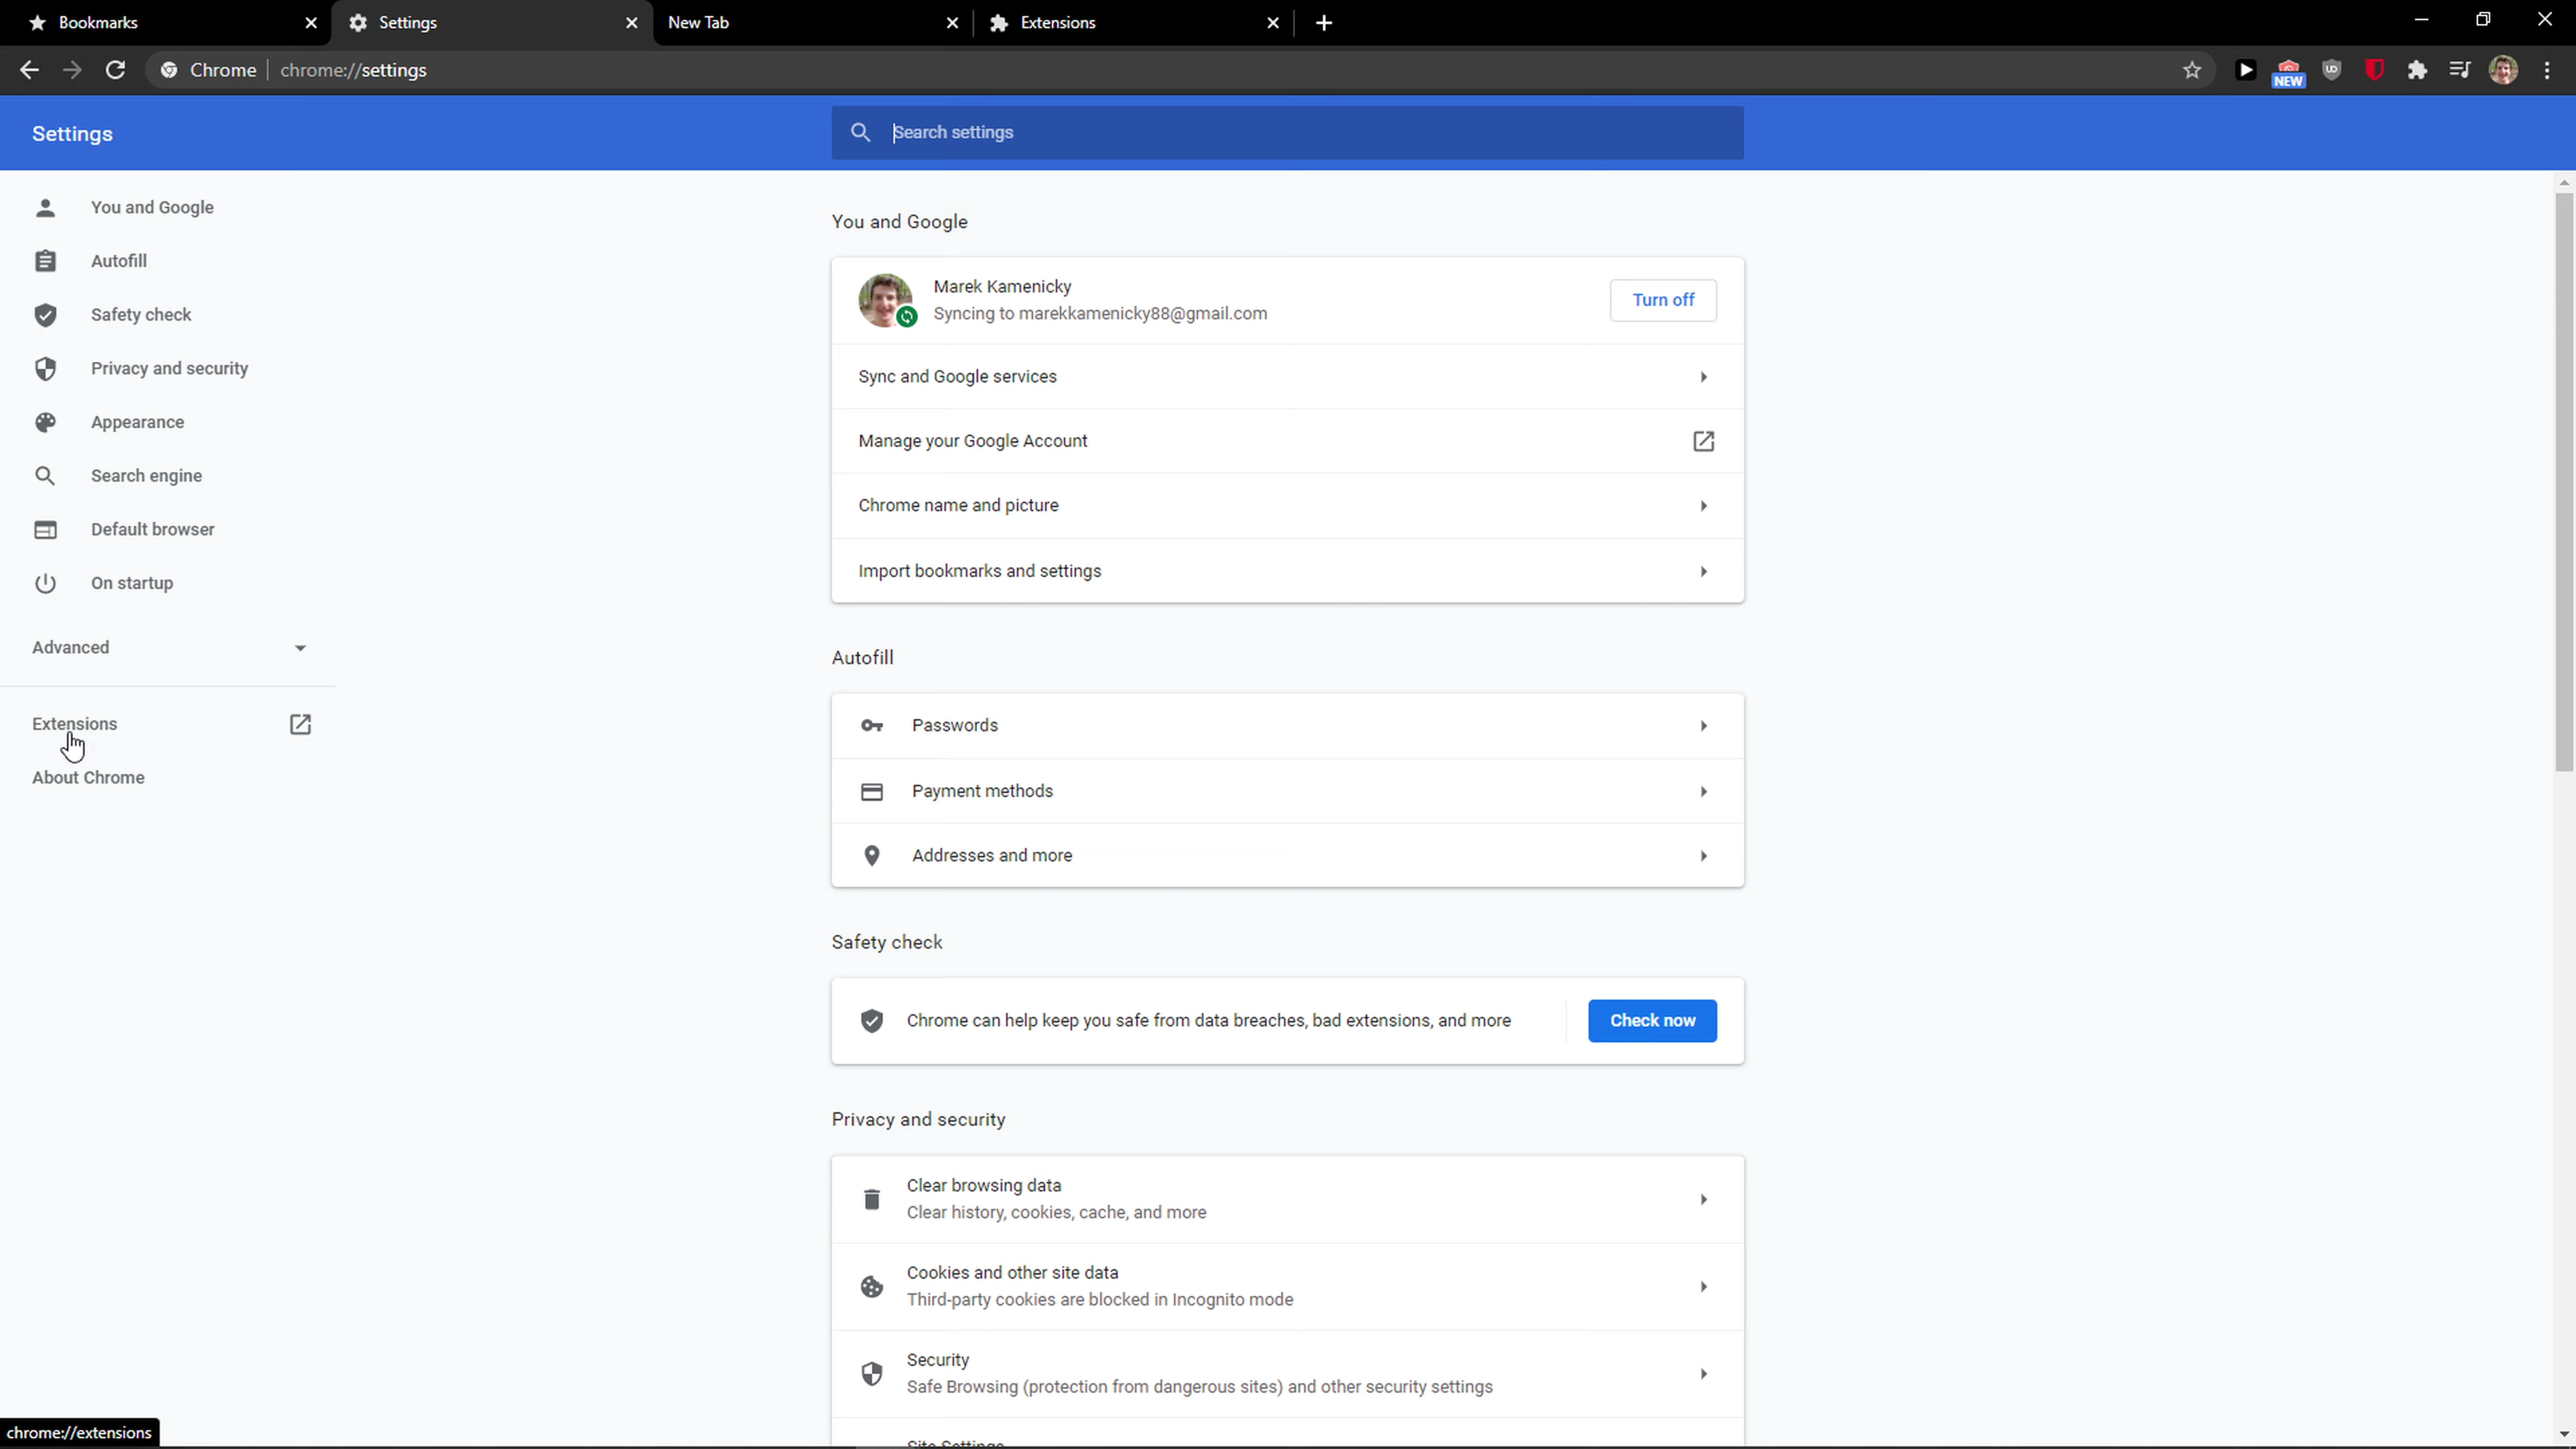 Bookmarks
Settings
New Tab
Extensions
Chrome
chrome://settings
NEW
UD
Settings
Search settings
You and Google
Autofill
Safety check
Privacy and security
Appearance
Search engine
Default browser
On startup
Advanced
Extensions
About Chrome
You and Google
Marek Kamenicky
Syncing to marekkamenicky88@gmail.com
Turn off
Sync and Google services
Manage your Google Account
Chrome name and picture
Import bookmarks and settings
Autofill
Passwords
Payment methods
Addresses and more
Safety check
Chrome can help keep you safe from data breaches, bad extensions, and more
Check now
Privacy and security
Clear browsing data
Clear history, cookies, cache, and more
Cookies and other site data
Third-party cookies are blocked in Incognito mode
Security
Safe Browsing (protection from dangerous sites) and other security settings
Site Settings
chrome://extensions